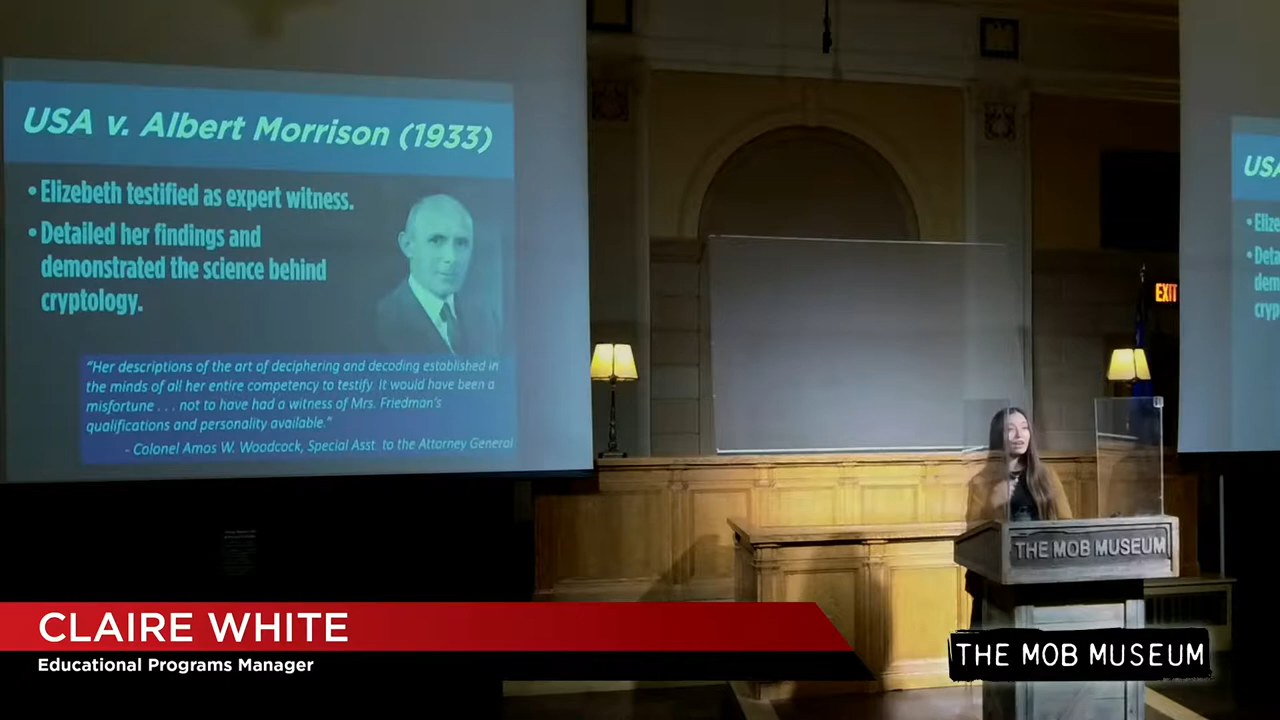 USA v. Albert Morrison (1933)
• Elizebeth testified as expert witness.
• Detailed her findings and
demonstrated the science behind
cryptology.
“Her descriptions of the art of deciphering and decoding established in
the minds of all her entire competency to testify. It would have been a
misfortune . . . not to have had a witness of Mrs. Friedman’s
qualifications and personality available.”
- Colonel Amos W. Woodcock, Special Asst. to the Attorney General
EXIT
THE MOB MUSEUM
CLAIRE WHITE
Educational Programs Manager
THE MOB MUSEUM